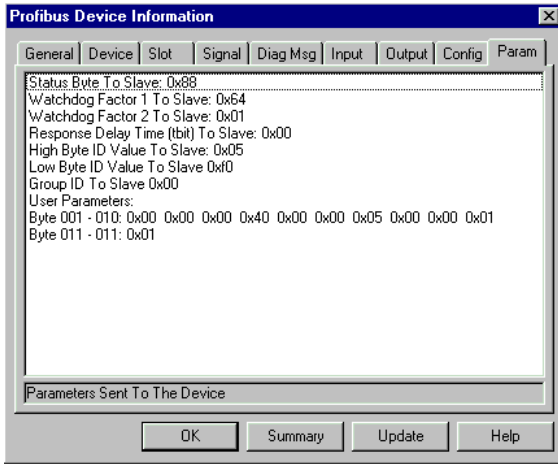 Profibus Device Information
General Device Slot Signal Diag Msg Input Output Config Param
Status Byte To Slave: 0x88
Watchdog Factor 1 To Slave: 0x64
Watchdog Factor 2 To Slave: 0x01
Response Delay Time (tbit) To Slave: 0x00
High Byte ID Value To Slave: 0x05
Low Byte ID Value To Slave 0xf0
Group ID To Slave 0x00
User Parameters:
Byte 001 - 010: 0x00 0x00 0x00 0x40 0x00 0x00 0x05 0x00 0x00 0x01
Byte 011 - 011: 0x01
Parameters Sent To The Device
OK Summary Update Help